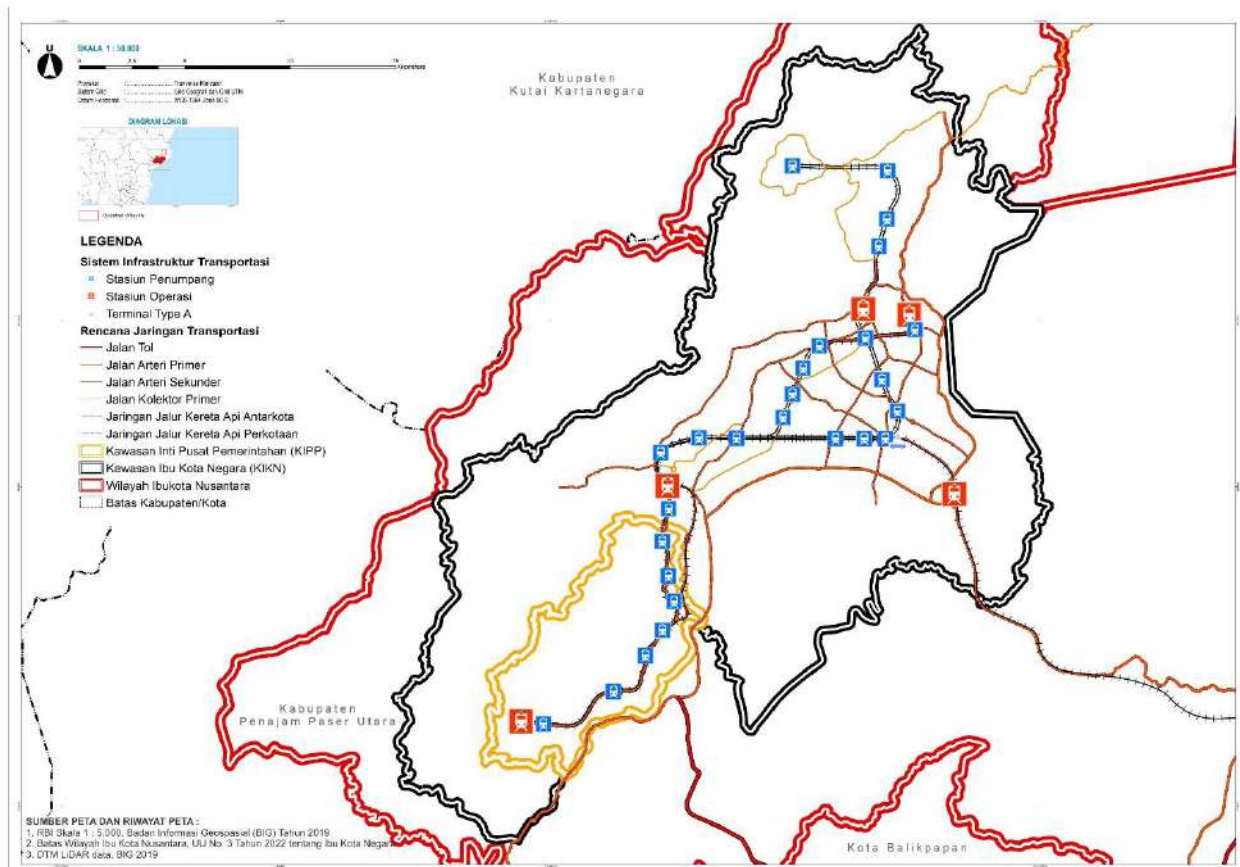 U
SKALA 1 : 50.000
Kabupaten
Kutai Kartanegara
DIAGRAM LOKASI
LEGENDA
Sistem Infrastruktur Transportasi
Stasiun Penumpang
Stasiun Operasi
Terminal Type A
Rencana Jaringan Transportasi
Jalan Tol
Jalan Arteri Primer
Jalan Arteri Sekunder
Jalan Kolektor Primer
Jaringan Jalur Kereta Api Antarkota
Jaringan Jalur Kereta Api Perkotaan
Kawasan Inti Pusat Pemerintahan (KIPP)
Kawasan Ibu Kota Negara (KIKN)
Wilayah Ibukota Nusantara
Batas Kabupaten/Kota
Kabupaten
Penajam Paser Utara
Kota Balikpapan
SUMBER PETA DAN RIWAYAT PETA :
1. RBI Skala 1 : 5.000, Badan Informasi Geospasial (BIG) Tahun 2019
2. Batas Wilayah Ibu Kota Nusantara, UU No. 3 Tahun 2022 tentang Ibu Kota Negara
3. DTM LiDAR data, BIG 2019